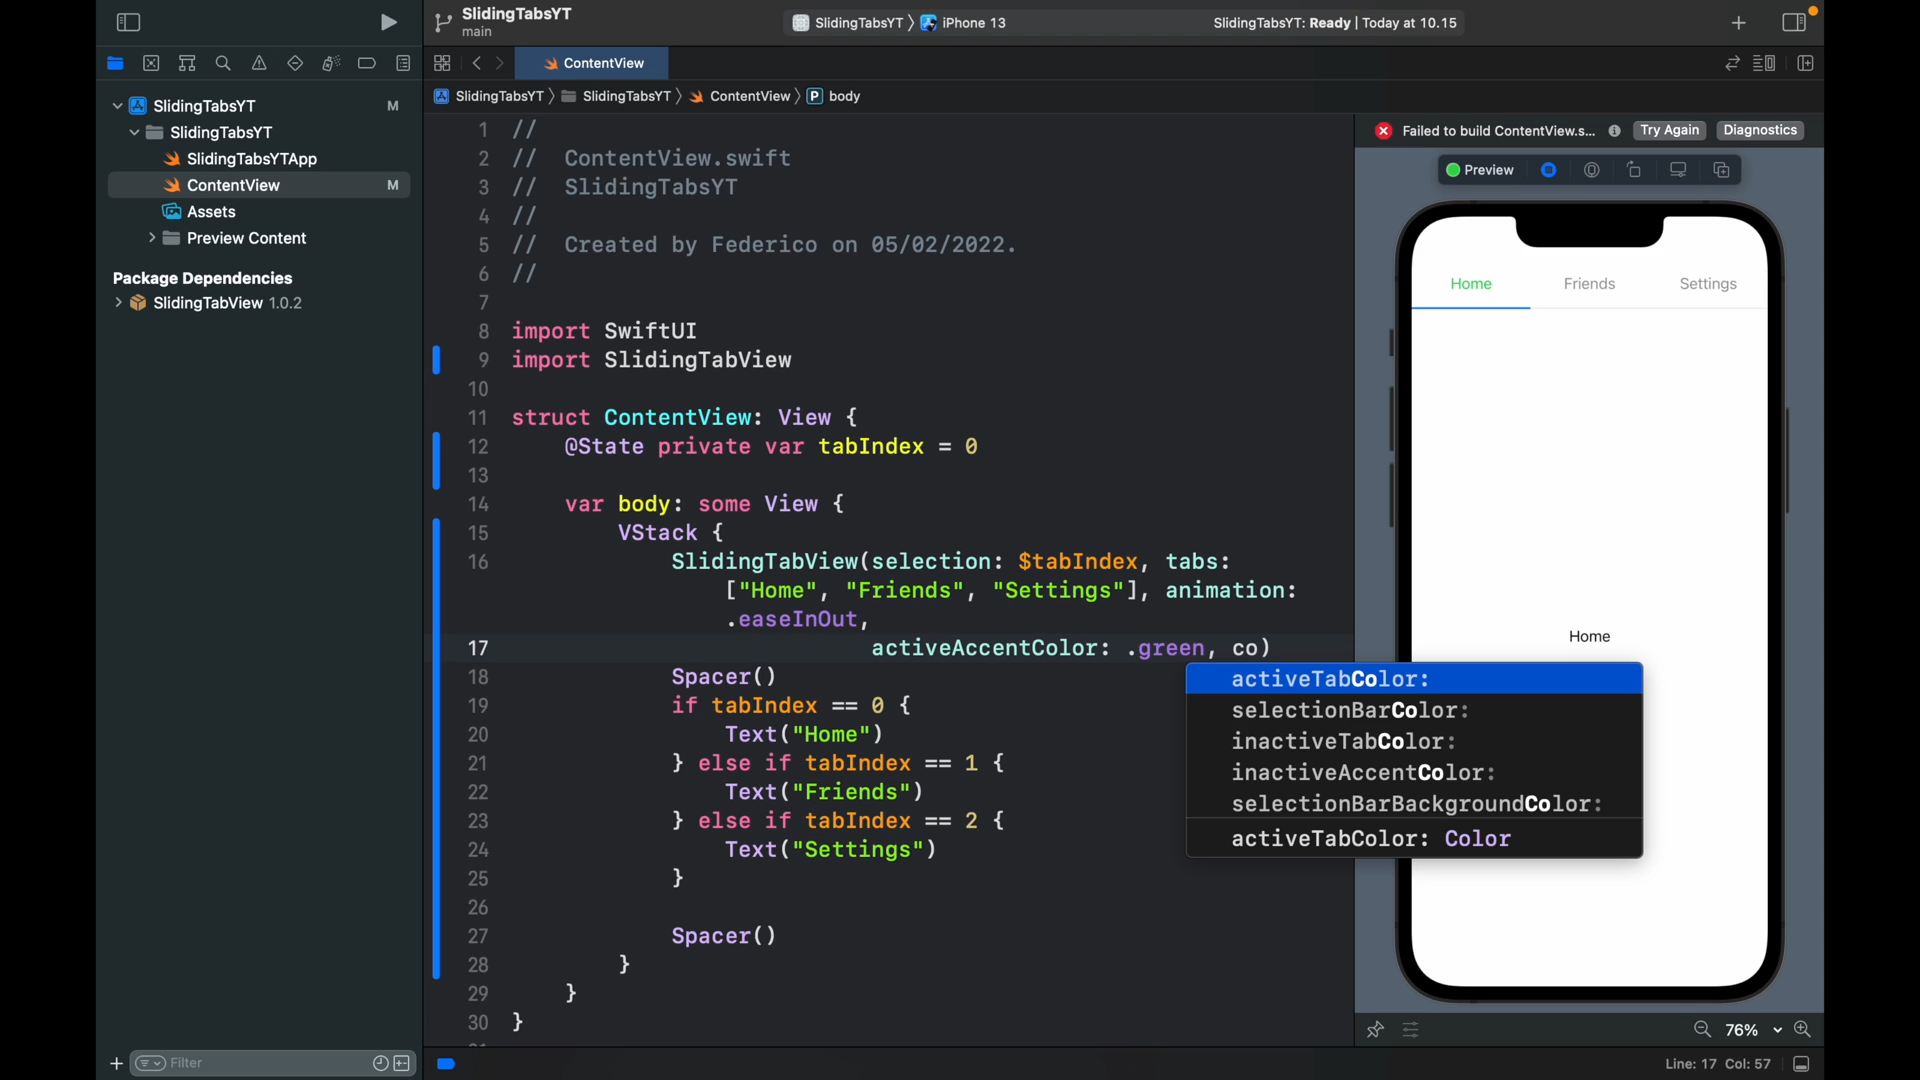 SlidingTabsYT
main
SlidingTabsYT
iPhone 13
SlidingTabsYT: Ready | Today at 10.15
ContentView
SlidingTabsYT
M
SlidingTabsYT
SlidingTabsYTApp
ContentView
M
Assets
Preview Content
Package Dependencies
SlidingTabView 1.0.2
Filter
SlidingTabsYT
SlidingTabsYT
ContentView
P body
1 //
2 // ContentView.swift
3 // SlidingTabsYT
4 //
5 // Created by Federico on 05/02/2022.
6 //
7
8 import SwiftUI
9 import SlidingTabView
10
11 struct ContentView: View {
12 @State private var tabIndex = 0
13
14 var body: some View {
15 VStack {
16 SlidingTabView(selection: $tabIndex, tabs:
["Home", "Friends", "Settings"], animation:
.easeInOut,
17 activeAccentColor: .green, co)
18 Spacer()
19 if tabIndex == 0 {
20 Text("Home")
21 } else if tabIndex == 1 {
22 Text("Friends")
23 } else if tabIndex == 2 {
24 Text("Settings")
25 }
26
27 Spacer()
28 }
29 }
30 }
activeTabColor:
selectionBarColor:
inactiveTabColor:
inactiveAccentColor:
selectionBarBackgroundColor:
activeTabColor: Color
Failed to build ContentView.s...
Try Again
Diagnostics
Preview
Home
Friends
Settings
Home
76%
Line: 17 Col: 57